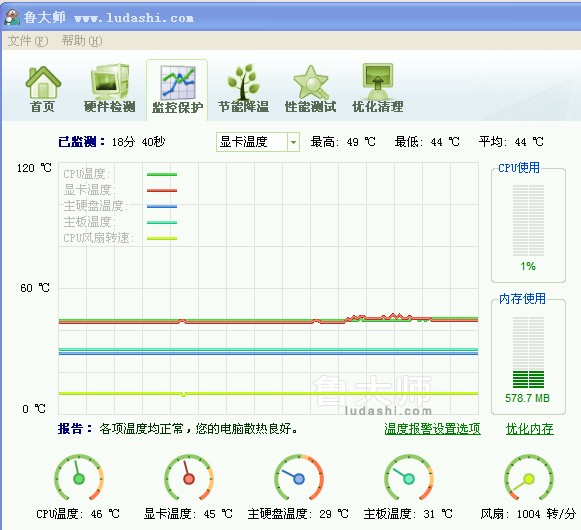 鲁大师 www.ludashi.com
文件(F) 帮助(H)
首页 硬件检测 监控保护 节能降温 性能测试 优化清理
已监测：18分 40秒 显卡温度 最高: 49 ℃ 最低: 44 ℃ 平均: 44 ℃
120 ℃
CPU使用
CPU温度:
显卡温度:
主硬盘温度:
主板温度:
CPU风扇转速:
1%
60 ℃
内存使用
鲁大师
ludashi.com
578.7 MB
0 ℃
报告： 各项温度均正常，您的电脑散热良好。 温度报警设置选项 优化内存
CPU温度: 46 ℃ 显卡温度: 45 ℃ 主硬盘温度: 29 ℃ 主板温度: 31 ℃ 风扇: 1004 转/分